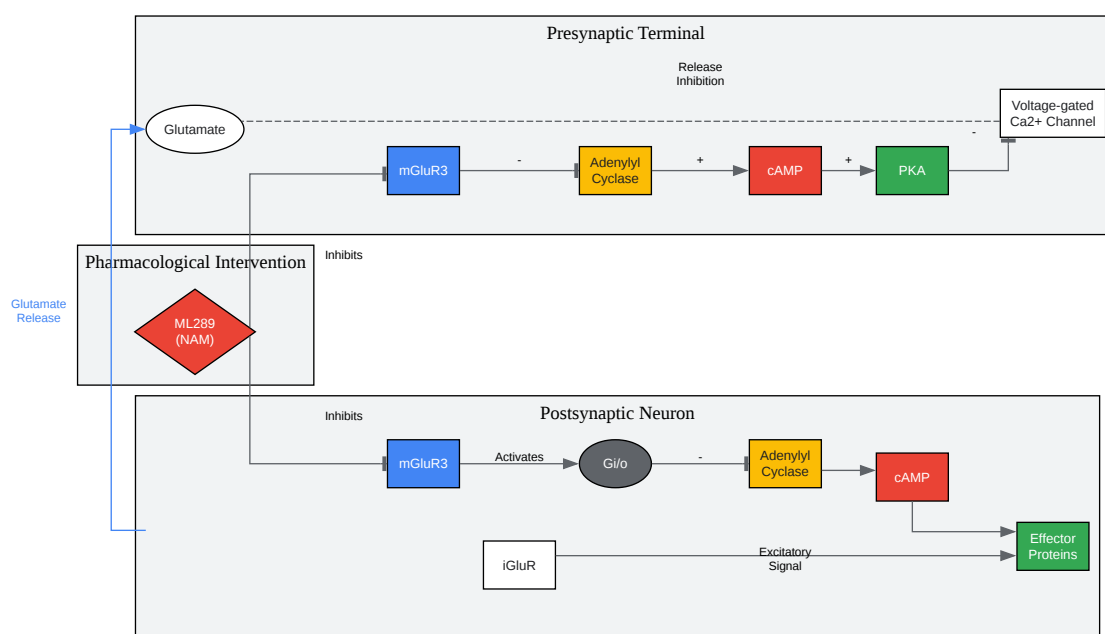 Presynaptic Terminal
Release
Inhibition
Voltage-gated
Ca2+ Channel
Glutamate
-
mGluR3
-
Adenylyl
Cyclase
+
cAMP
+
PKA
Inhibits
Pharmacological Intervention
Glutamate
Release
ML289
(NAM)
Inhibits
Postsynaptic Neuron
mGluR3
Activates
Gi/o
-
Adenylyl
Cyclase
cAMP
iGluR
Excitatory
Signal
Effector
Proteins